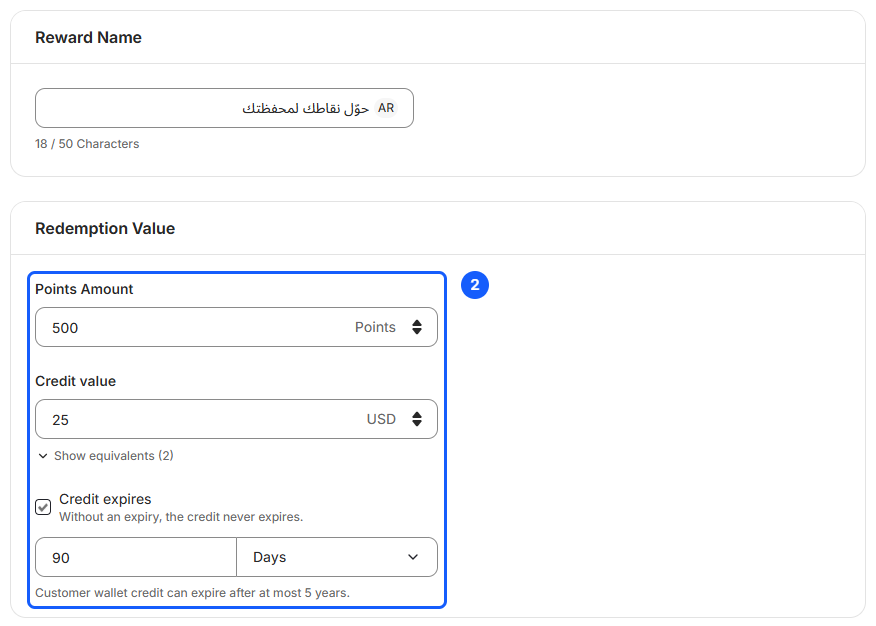 Reward Name
AR حوّل نقاطك لمحفظتك
18 / 50 Characters
Redemption Value
2
Points Amount
500 Points
Credit value
25 USD
Show equivalents (2)
Credit expires
Without an expiry, the credit never expires.
90 Days
Customer wallet credit can expire after at most 5 years.